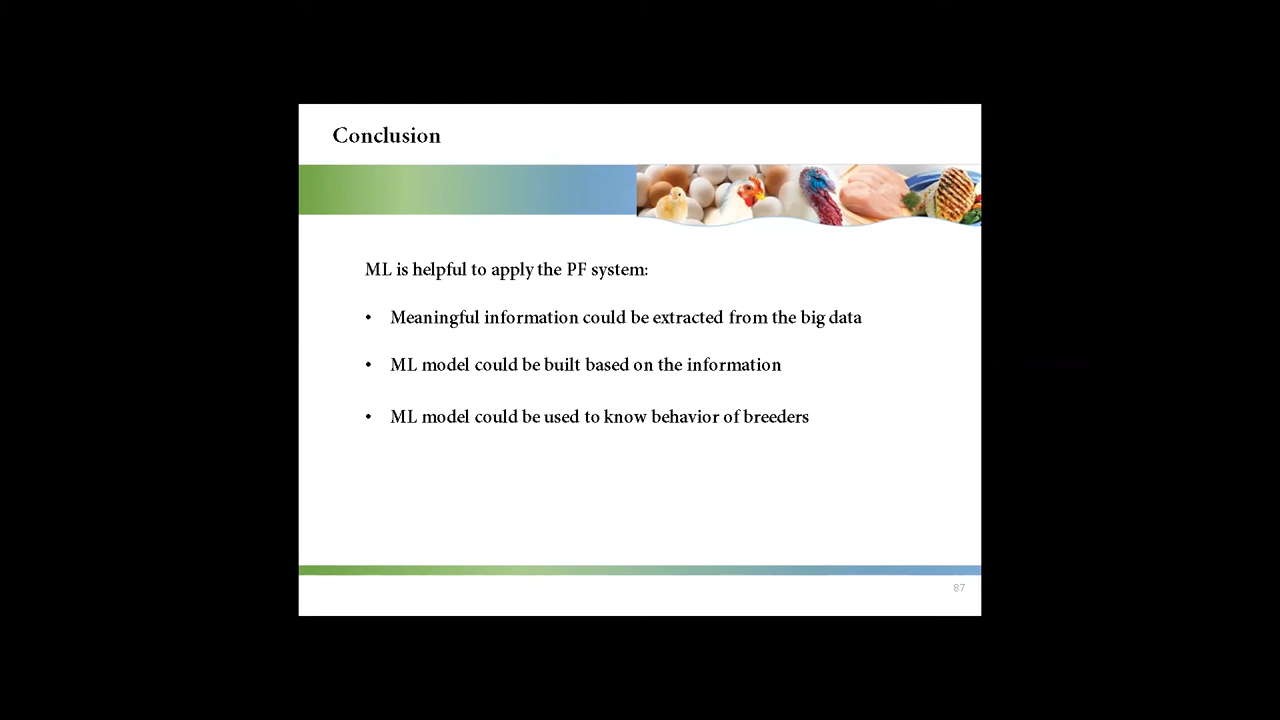 Conclusion
ML is helpful to apply the PF system:
• Meaningful information could be extracted from the big data
• ML model could be built based on the information
• ML model could be used to know behavior of breeders
87